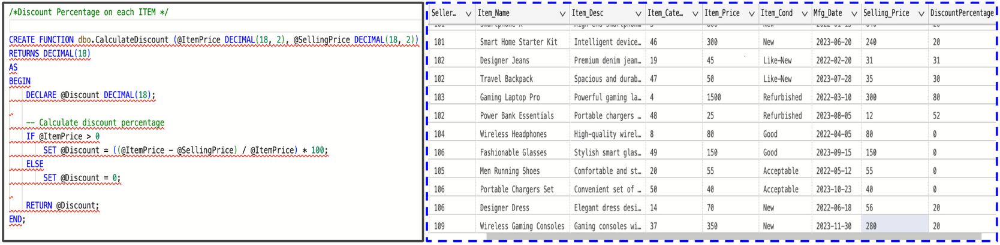 /*Discount Percentage on each ITEM */
CREATE FUNCTION dbo.CalculateDiscount (@ItemPrice DECIMAL(18, 2), @SellingPrice DECIMAL(18, 2))
RETURNS DECIMAL(18)
AS
BEGIN
DECLARE @Discount DECIMAL(18);
-- Calculate discount percentage
IF @ItemPrice > 0
SET @Discount = ((@ItemPrice - @SellingPrice) / @ItemPrice) * 100;
ELSE
SET @Discount = 0;
RETURN @Discount;
END;
Seller… Item_Name Item_Desc Item_Cate… Item_Price Item_Cond Mfg_Date Selling_Price DiscountPercentage
101 Smart Home Starter Kit Intelligent device… 46 300 New 2023-06-20 240 20
102 Designer Jeans Premium denim jean… 19 45 Like-New 2022-02-20 31 31
102 Travel Backpack Spacious and durab… 47 50 Like-New 2023-07-28 35 30
103 Gaming Laptop Pro Powerful gaming la… 4 1500 Refurbished 2022-03-10 300 80
102 Power Bank Essentials Portable chargers … 48 25 Refurbished 2023-08-05 12 52
104 Wireless Headphones High-quality wirel… 8 80 Good 2022-04-05 80 0
106 Fashionable Glasses Stylish smart glas… 49 150 Good 2023-09-15 150 0
105 Men Running Shoes Comfortable and st… 20 55 Acceptable 2022-05-12 55 0
106 Portable Chargers Set Convenient set of … 50 40 Acceptable 2023-10-23 40 0
106 Designer Dress Elegant dress desi… 14 70 New 2022-06-18 56 20
109 Wireless Gaming Consoles Gaming consoles wi… 37 350 New 2023-11-30 280 20